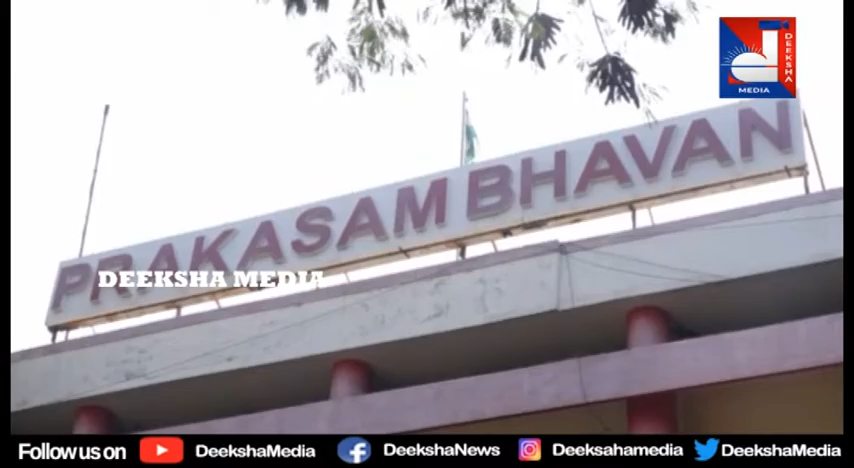 DEEKSHA
MEDIA
PRAKASAM BHAVAN
DEEKSHA MEDIA
Follow us on DeekshaMedia DeekshaNews Deeksahamedia DeekshaMedia